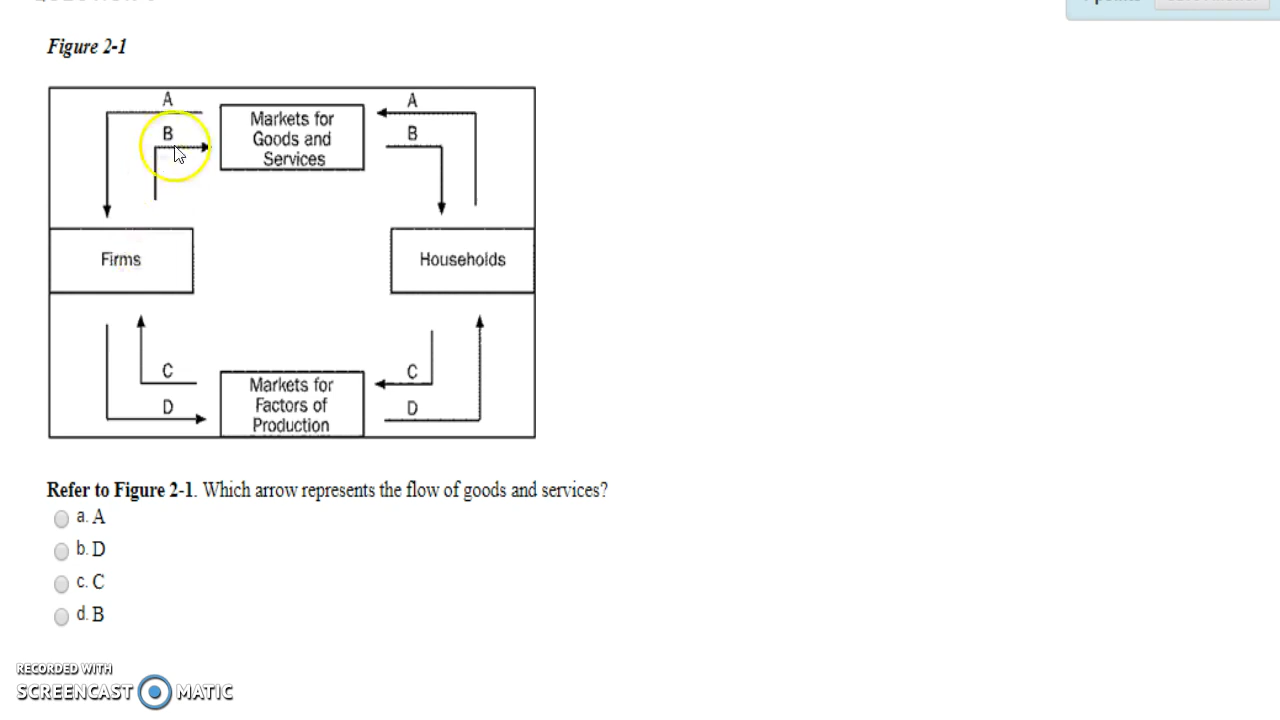 Figure 2-1
A
A
Markets for
Goods and
Services
B
B
Firms
Households
C
C
Markets for
Factors of
Production
D
D
Refer to Figure 2-1. Which arrow represents the flow of goods and services?
a. A
b. D
c. C
d. B
RECORDED WITH
SCREENCAST MATIC